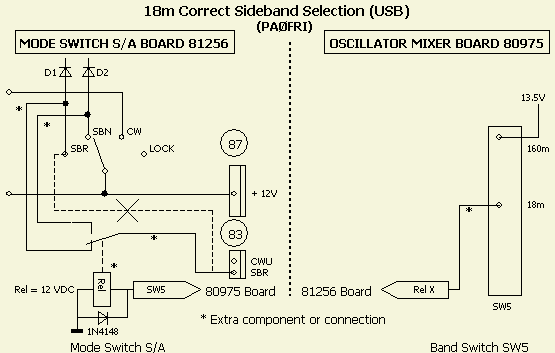 18m Correct Sideband Selection (USB)
(PAØFRI)
MODE SWITCH S/A BOARD 81256
OSCILLATOR MIXER BOARD 80975
D1
D2
13.5V
*
*
SBN
CW
SBR
LOCK
87
160m
+ 12V
18m
*
83
*
CWU
SBR
*
Rel = 12 VDC
Rel
SW5
80975 Board
81256 Board
Rel X
SW5
1N4148
* Extra component or connection
Mode Switch S/A
Band Switch SW5